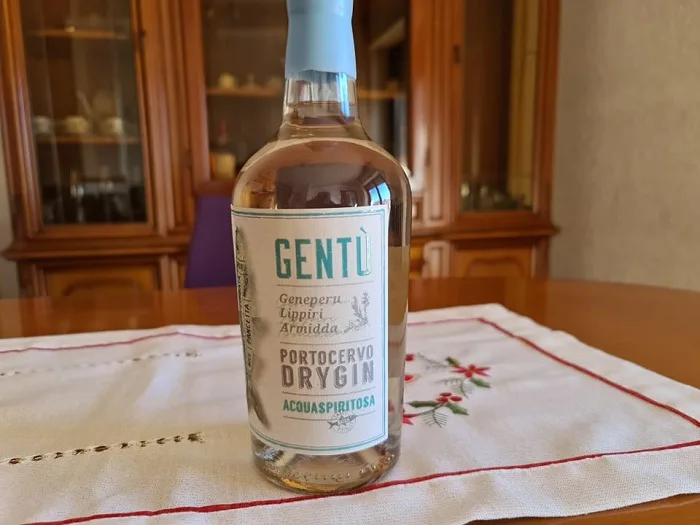 GENTÙ
Geneperu
Lippiri
Armidda
PORTOCERVO
DRYGIN
ACQUASPIRITOSA